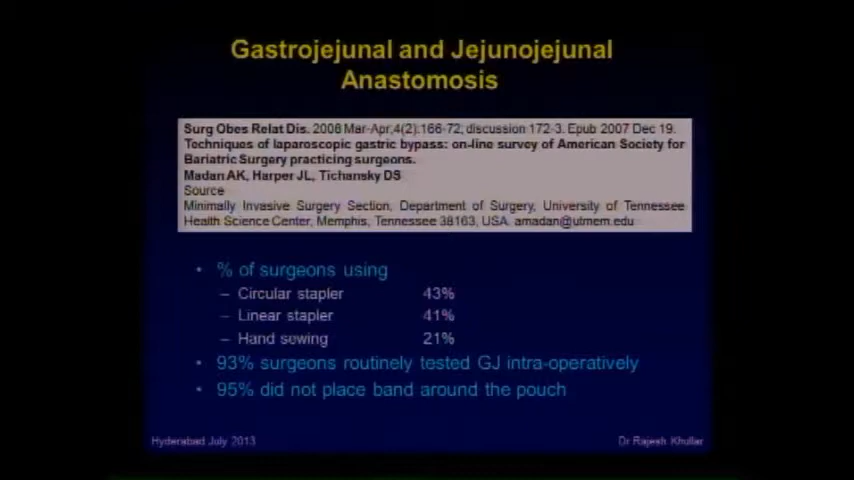 Gastrojejunal and Jejunojejunal
Anastomosis
Surg Obes Relat Dis. 2008 Mar-Apr;4(2):166-72; discussion 172-3. Epub 2007 Dec 19.
Techniques of laparoscopic gastric bypass: on-line survey of American Society for
Bariatric Surgery practicing surgeons.
Madan AK, Harper JL, Tichansky DS
Source
Minimally Invasive Surgery Section, Department of Surgery, University of Tennessee
Health Science Center, Memphis, Tennessee 38163, USA. amadan@utmem.edu
• % of surgeons using
– Circular stapler 43%
– Linear stapler 41%
– Hand sewing 21%
• 93% surgeons routinely tested GJ intra-operatively
• 95% did not place band around the pouch
Hyderabad July 2013
Dr Rajesh Khullar